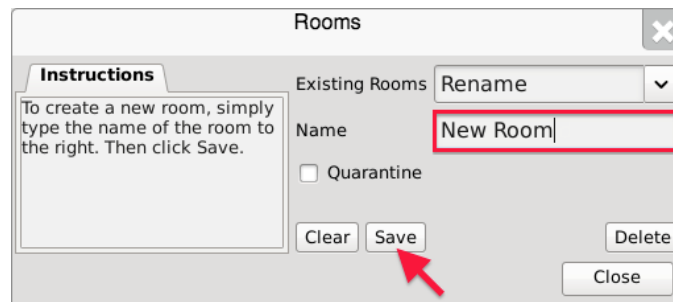 Rooms
Instructions
To create a new room, simply
type the name of the room to
the right. Then click Save.
Existing Rooms Rename
Name New Room
Quarantine
Clear Save Delete
Close